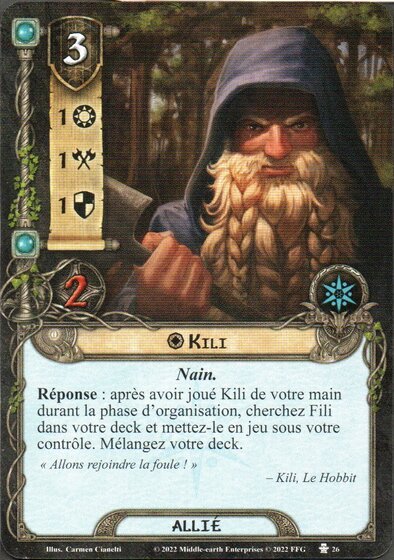 3
1
1
1
2
KILI
Nain.
Réponse : après avoir joué Kili de votre main
durant la phase d'organisation, cherchez Fili
dans votre deck et mettez-le en jeu sous votre
contrôle. Mélangez votre deck.
« Allons rejoindre la foule ! »
– Kili, Le Hobbit
ALLIÉ
Illus. Carmen Cianelti © 2022 Middle-earth Enterprises © 2022 FFG 26